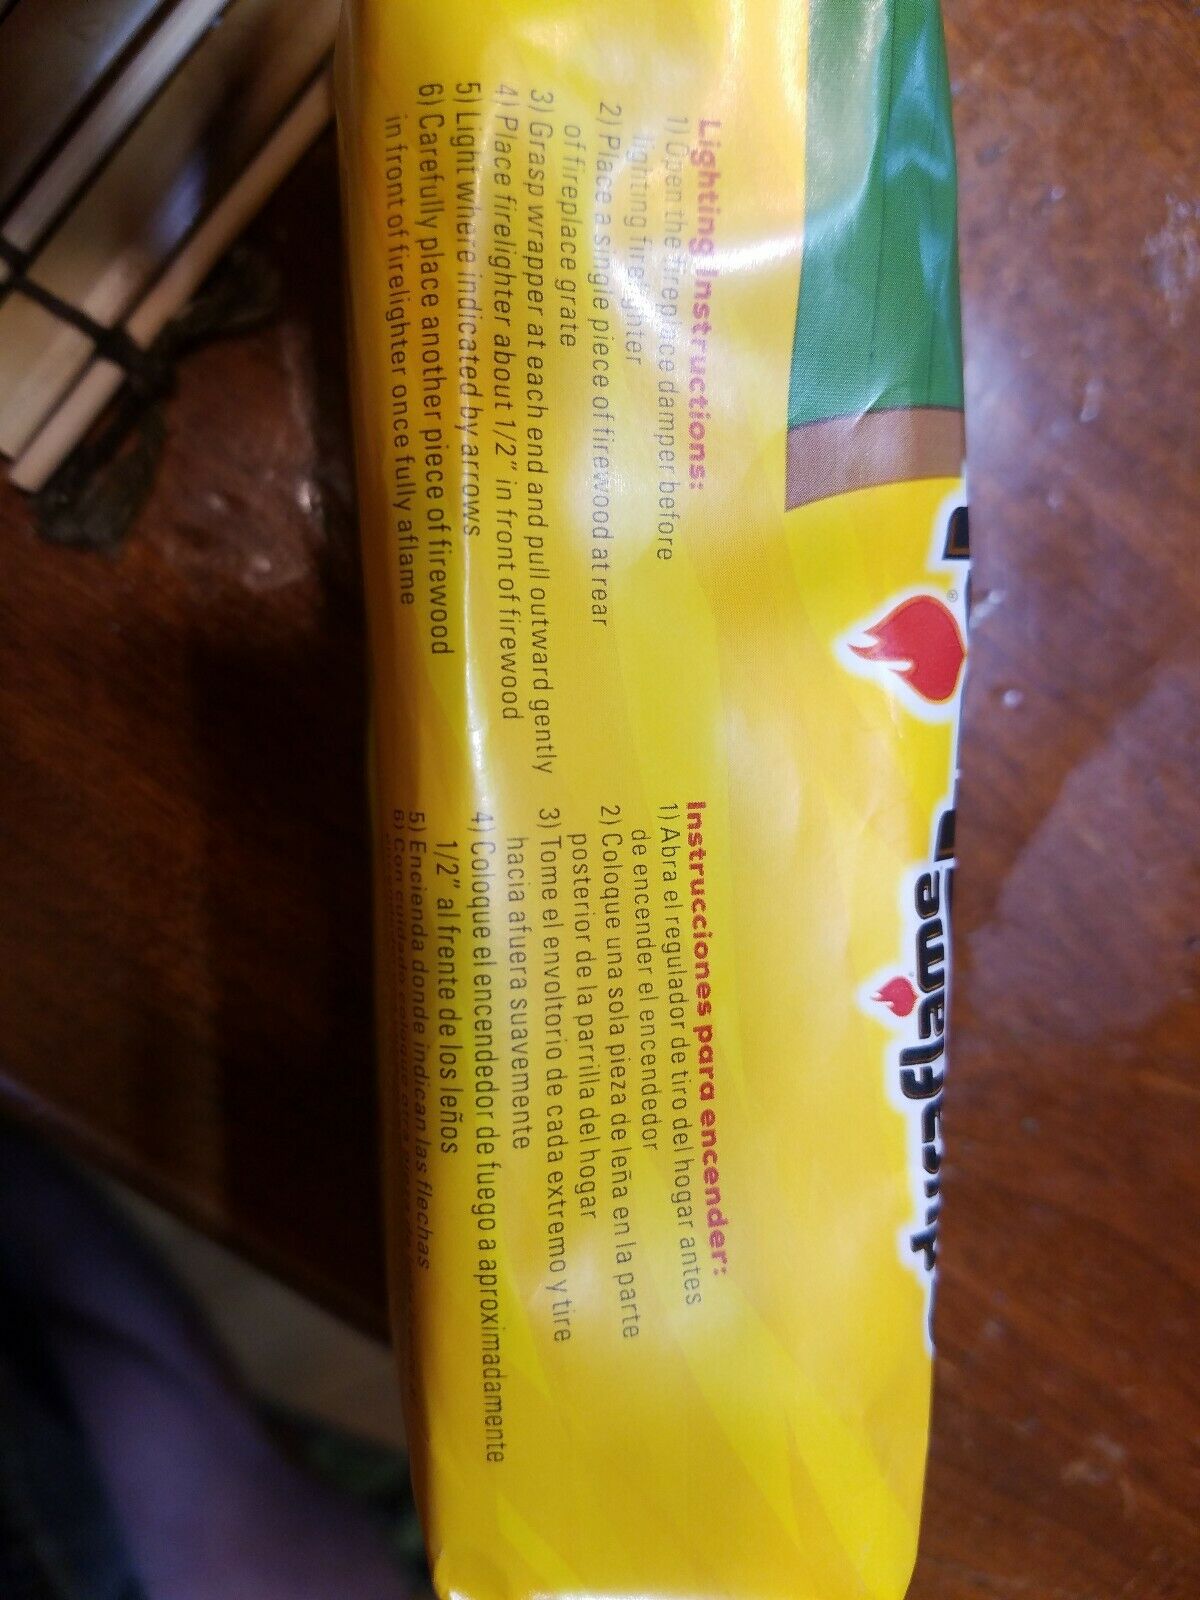 Lighting Instructions:
1) Open the fireplace damper before
lighting firelighter
2) Place a single piece of firewood at rear
of fireplace grate
3) Grasp wrapper at each end and pull outward gently
4) Place firelighter about 1/2" in front of firewood
5) Light where indicated by arrows
6) Carefully place another piece of firewood
in front of firelighter once fully aflame
Instrucciones para encender:
1) Abra el regulador de tiro del hogar antes
de encender el encendedor
2) Coloque una sola pieza de leña en la parte
posterior de la parrilla del hogar
3) Tome el envoltorio de cada extremo y tire
hacia afuera suavemente
4) Coloque el encendedor de fuego a aproximadamente
1/2" al frente de los leños
5) Encienda donde indican las flechas
6) Con cuidado coloque otra